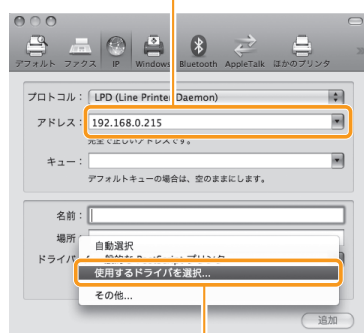 デフォルト ファクス IP Windows Bluetooth AppleTalk ほかのプリンタ
プロトコル： LPD (Line Printer Daemon)
アドレス： 192.168.0.215
完全で正しいアドレスです。
キュー：
デフォルトキューの場合は、空のままにします。
名前：
場所
自動選択
ドライバ
使用するドライバを選択...
その他...
追加